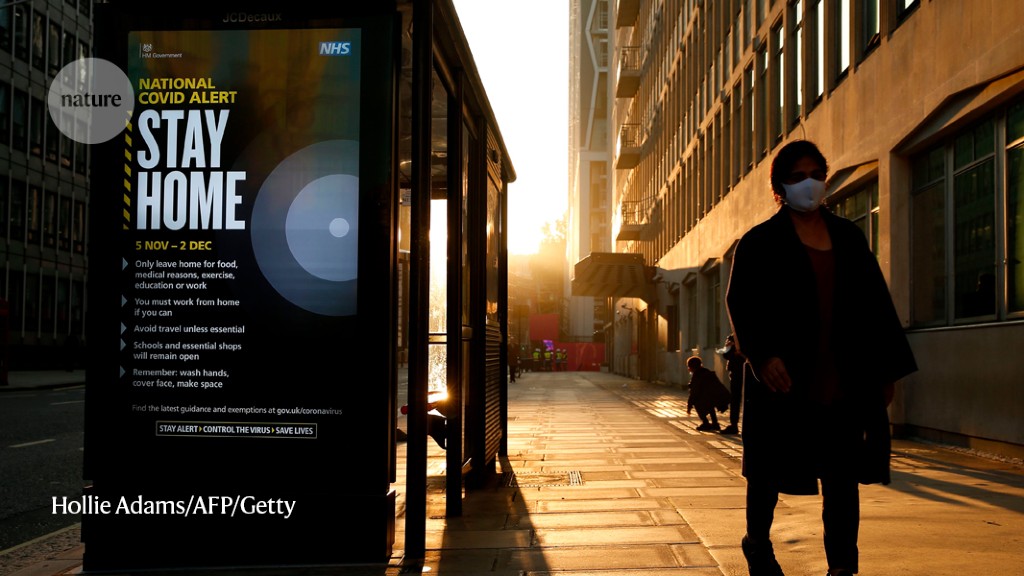 JCDecaux
HM Government
NHS
nature
NATIONAL
COVID ALERT
STAY
HOME
5 NOV – 2 DEC
Only leave home for food,
medical reasons, exercise,
education or work
You must work from home
if you can
Avoid travel unless essential
Schools and essential shops
will remain open
Remember: wash hands,
cover face, make space
Find the latest guidance and exemptions at gov.uk/coronavirus
STAY ALERT › CONTROL THE VIRUS › SAVE LIVES
Hollie Adams/AFP/Getty